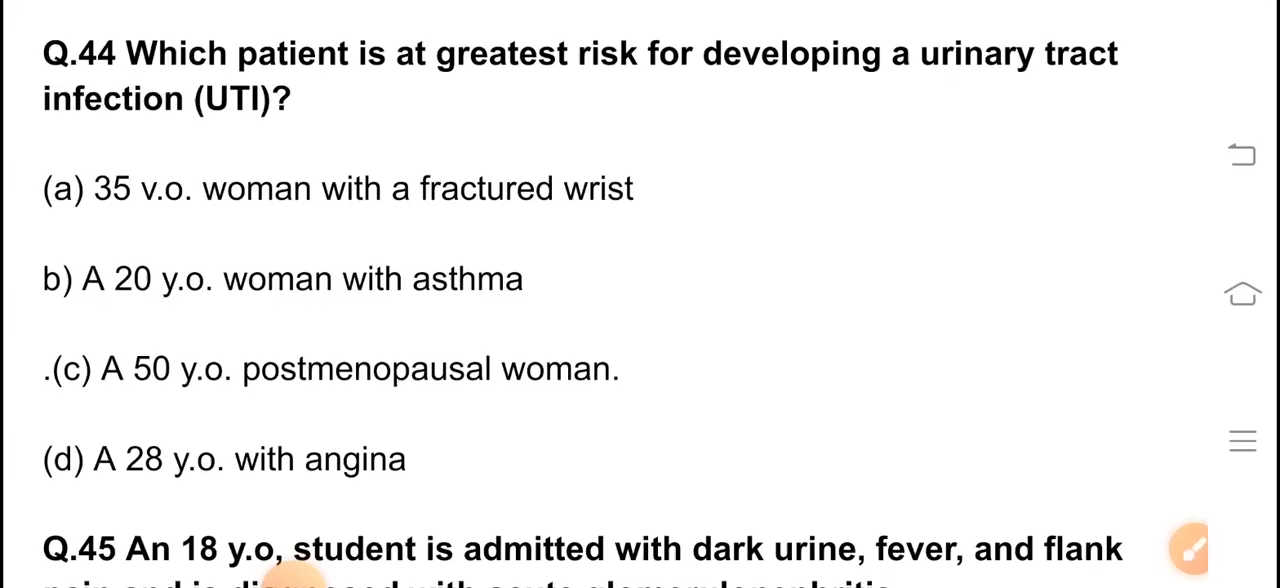 Q.44 Which patient is at greatest risk for developing a urinary tract
infection (UTI)?
(a) 35 v.o. woman with a fractured wrist
b) A 20 y.o. woman with asthma
.(c) A 50 y.o. postmenopausal woman.
(d) A 28 y.o. with angina
Q.45 An 18 y.o, student is admitted with dark urine, fever, and flank